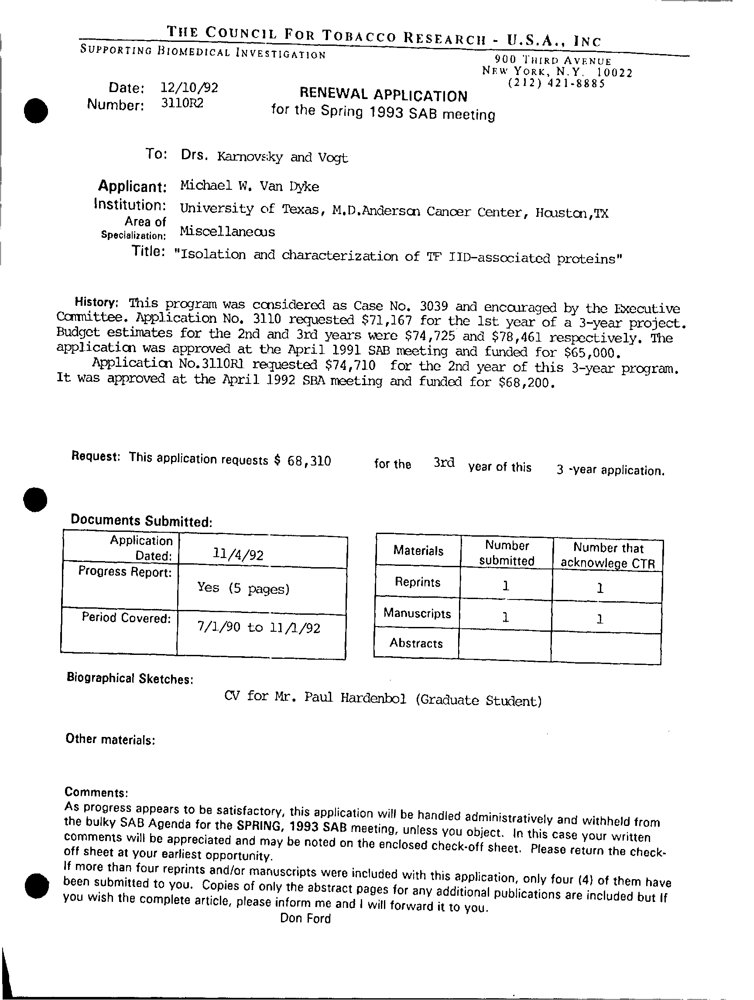 THE COUNCIL FOR TOBACCO RESEARCH - U.S.A., INC
SUPPORTING BIOMEDICAL INVESTIGATION
900 THIRD AVENUE
NEW YORK, N.Y. 10022
(212) 421-8885
Date: 12/10/92
Number: 3110R2
RENEWAL APPLICATION
for the Spring 1993 SAB meeting
To: Drs. Karnovsky and Vogt
Applicant: Michael W. Van Dyke
Institution: University of Texas, M.D.Anderson Cancer Center, Houston,TX
Area of
Specialization: Miscellaneous
Title: "Isolation and characterization of TF IID-associated proteins"
History: This program was considered as Case No. 3039 and encouraged by the Executive
Committee. Application No. 3110 requested $71,167 for the 1st year of a 3-year project.
Budget estimates for the 2nd and 3rd years were $74,725 and $78,461 respectively. The
application was approved at the April 1991 SAB meeting and funded for $65,000.
Application No.3110R1 requested $74,710 for the 2nd year of this 3-year program.
It was approved at the April 1992 SBA meeting and funded for $68,200.
Request: This application requests $ 68,310 for the 3rd year of this 3 -year application.
Documents Submitted:
Application
Dated: 11/4/92
Progress Report:
Yes (5 pages)
Period Covered:
7/1/90 to 11/1/92
Materials Number submitted Number that acknowlege CTR
Reprints 1 1
Manuscripts 1 1
Abstracts
Biographical Sketches:
CV for Mr. Paul Hardenbol (Graduate Student)
Other materials:
Comments:
As progress appears to be satisfactory, this application will be handled administratively and withheld from
the bulky SAB Agenda for the SPRING, 1993 SAB meeting, unless you object. In this case your written
comments will be appreciated and may be noted on the enclosed check-off sheet. Please return the check-
off sheet at your earliest opportunity.
If more than four reprints and/or manuscripts were included with this application, only four (4) of them have
been submitted to you. Copies of only the abstract pages for any additional publications are included but If
you wish the complete article, please inform me and I will forward it to you.
Don Ford